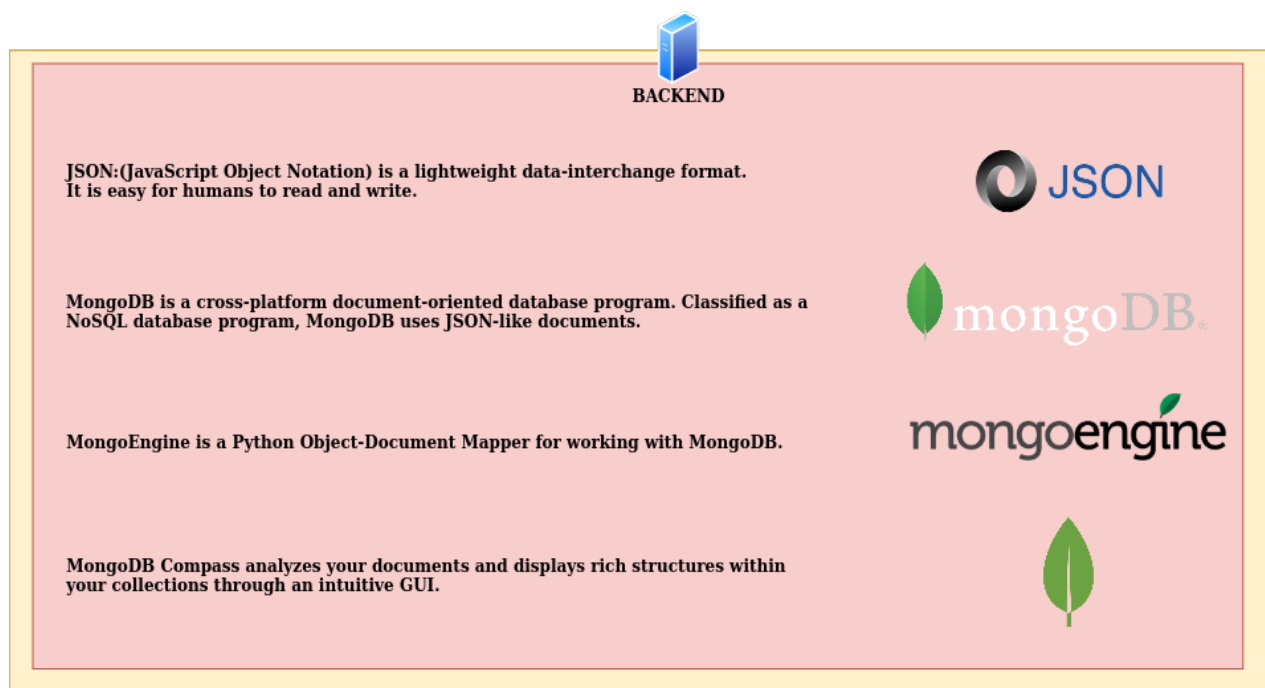 BACKEND
JSON:(JavaScript Object Notation) is a lightweight data-interchange format.
It is easy for humans to read and write.
JSON
MongoDB is a cross-platform document-oriented database program. Classified as a
NoSQL database program, MongoDB uses JSON-like documents.
mongoDB®
MongoEngine is a Python Object-Document Mapper for working with MongoDB.
mongoengine
MongoDB Compass analyzes your documents and displays rich structures within
your collections through an intuitive GUI.